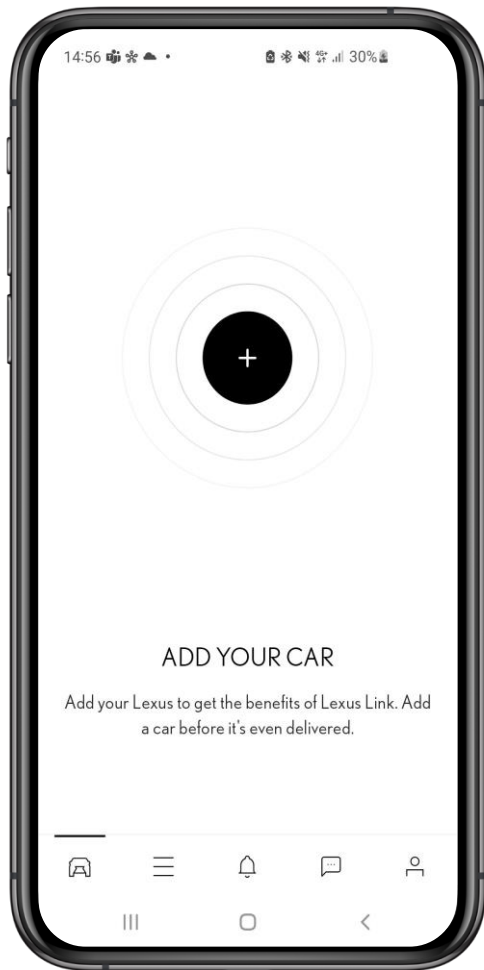 14:56
4G+
30%
ADD YOUR CAR
Add your Lexus to get the benefits of Lexus Link. Add
a car before it's even delivered.